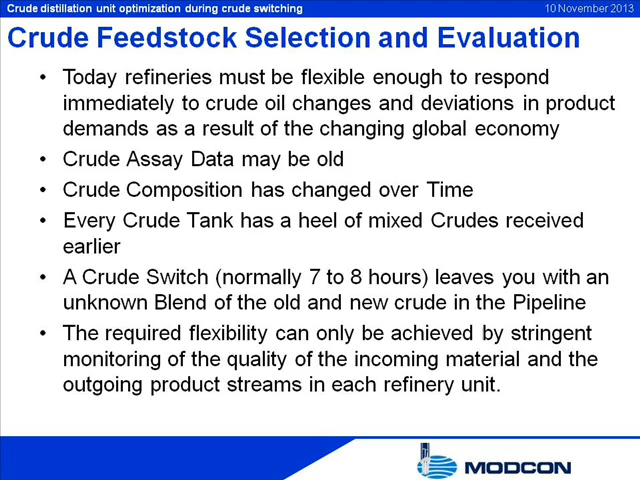 Crude distillation unit optimization during crude switching
10 November 2013
Crude Feedstock Selection and Evaluation
• Today refineries must be flexible enough to respond
immediately to crude oil changes and deviations in product
demands as a result of the changing global economy
• Crude Assay Data may be old
• Crude Composition has changed over Time
• Every Crude Tank has a heel of mixed Crudes received
earlier
• A Crude Switch (normally 7 to 8 hours) leaves you with an
unknown Blend of the old and new crude in the Pipeline
• The required flexibility can only be achieved by stringent
monitoring of the quality of the incoming material and the
outgoing product streams in each refinery unit.
MODCON